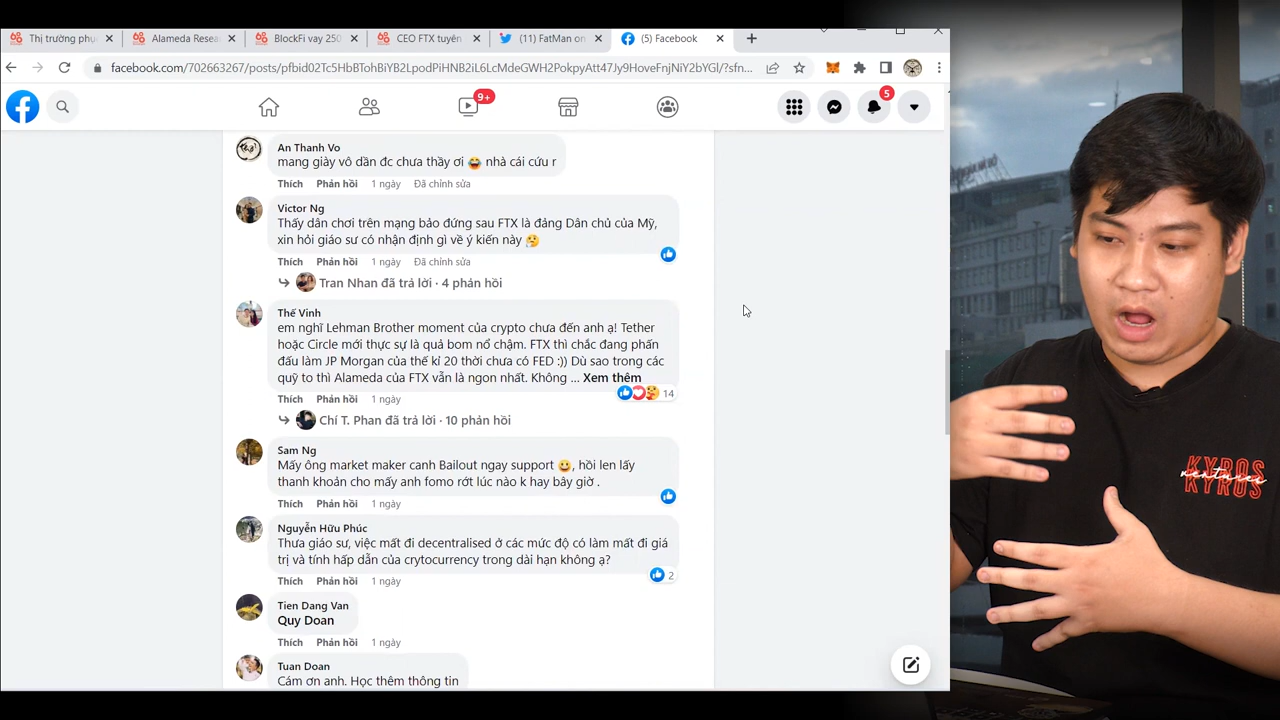 Thị trường phụ
Alameda Resea
BlockFi vay 250
CEO FTX tuyên
(11) FatMan on
(5) Facebook
facebook.com/702663267/posts/pfbid02Tc5HbBTohBiYB2LpodPiHNB2iL6LcMdeGWH2PokpyAtt47Jy9HoveFnjNiY2bYGl/?sfn...
9+
5
An Thanh Vo
mang giày vô dần đc chưa thầy ơi 😂 nhà cái cứu r
Thích Phản hồi 1 ngày Đã chỉnh sửa
Victor Ng
Thấy dân chơi trên mạng bảo đứng sau FTX là đảng Dân chủ của Mỹ,
xin hỏi giáo sư có nhận định gì về ý kiến này 🤔
Thích Phản hồi 1 ngày Đã chỉnh sửa
Tran Nhan đã trả lời · 4 phản hồi
Thế Vinh
em nghĩ Lehman Brother moment của crypto chưa đến anh ạ! Tether
hoặc Circle mới thực sự là quả bom nổ chậm. FTX thì chắc đang phấn
đấu làm JP Morgan của thế kỉ 20 thời chưa có FED :)) Dù sao trong các
quỹ to thì Alameda của FTX vẫn là ngon nhất. Không ... Xem thêm
14
Thích Phản hồi 1 ngày
Chí T. Phan đã trả lời · 10 phản hồi
Sam Ng
Mấy ông market maker canh Bailout ngay support 😀, hồi len lấy
thanh khoản cho mấy anh fomo rớt lúc nào k hay bây giờ .
Thích Phản hồi 1 ngày
Nguyễn Hữu Phúc
Thưa giáo sư, việc mất đi decentralised ở các mức độ có làm mất đi giá
trị và tính hấp dẫn của crytocurrency trong dài hạn không ạ?
2
Thích Phản hồi 1 ngày
Tien Dang Van
Quy Doan
Thích Phản hồi 1 ngày
Tuan Doan
Cám ơn anh. Học thêm thông tin
KYROS
ventures
KYROS